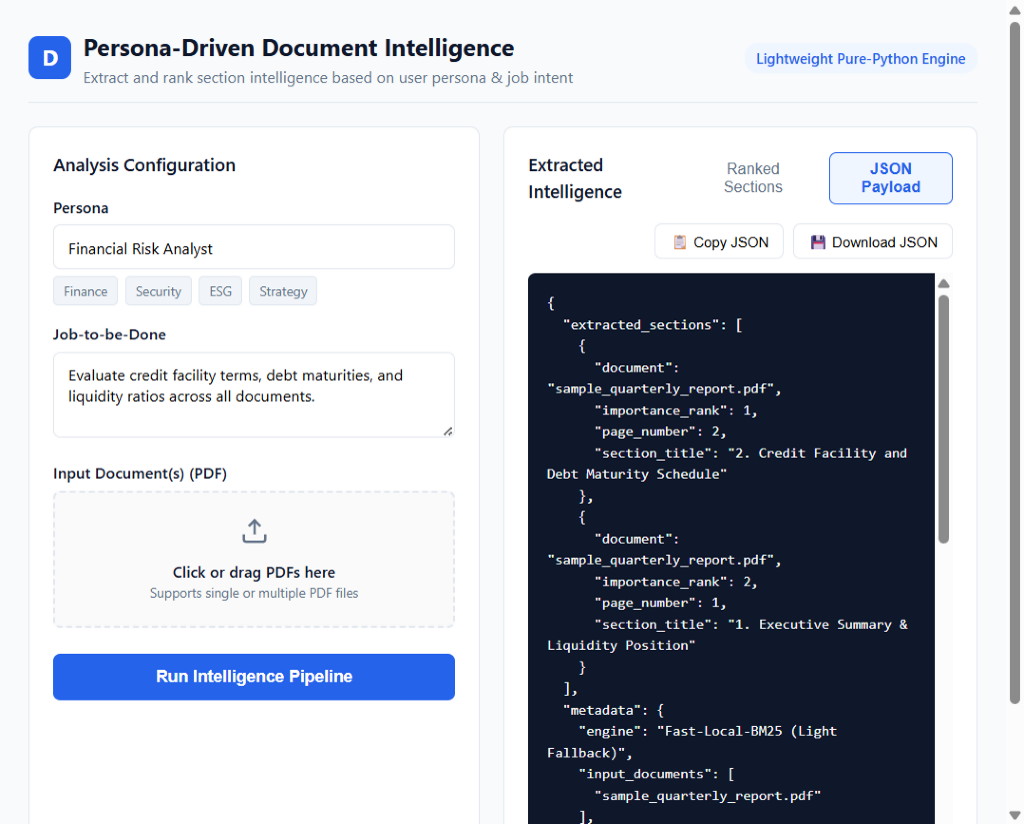 D
Persona-Driven Document Intelligence
Extract and rank section intelligence based on user persona & job intent
Lightweight Pure-Python Engine
Analysis Configuration
Persona
Financial Risk Analyst
Finance
Security
ESG
Strategy
Job-to-be-Done
Evaluate credit facility terms, debt maturities, and
liquidity ratios across all documents.
Input Document(s) (PDF)
Click or drag PDFs here
Supports single or multiple PDF files
Run Intelligence Pipeline
Extracted
Intelligence
Ranked
Sections
JSON
Payload
Copy JSON
Download JSON
{
"extracted_sections": [
{
"document":
"sample_quarterly_report.pdf",
"importance_rank": 1,
"page_number": 2,
"section_title": "2. Credit Facility and
Debt Maturity Schedule"
},
{
"document":
"sample_quarterly_report.pdf",
"importance_rank": 2,
"page_number": 1,
"section_title": "1. Executive Summary &
Liquidity Position"
}
],
"metadata": {
"engine": "Fast-Local-BM25 (Light
Fallback)",
"input_documents": [
"sample_quarterly_report.pdf"
],